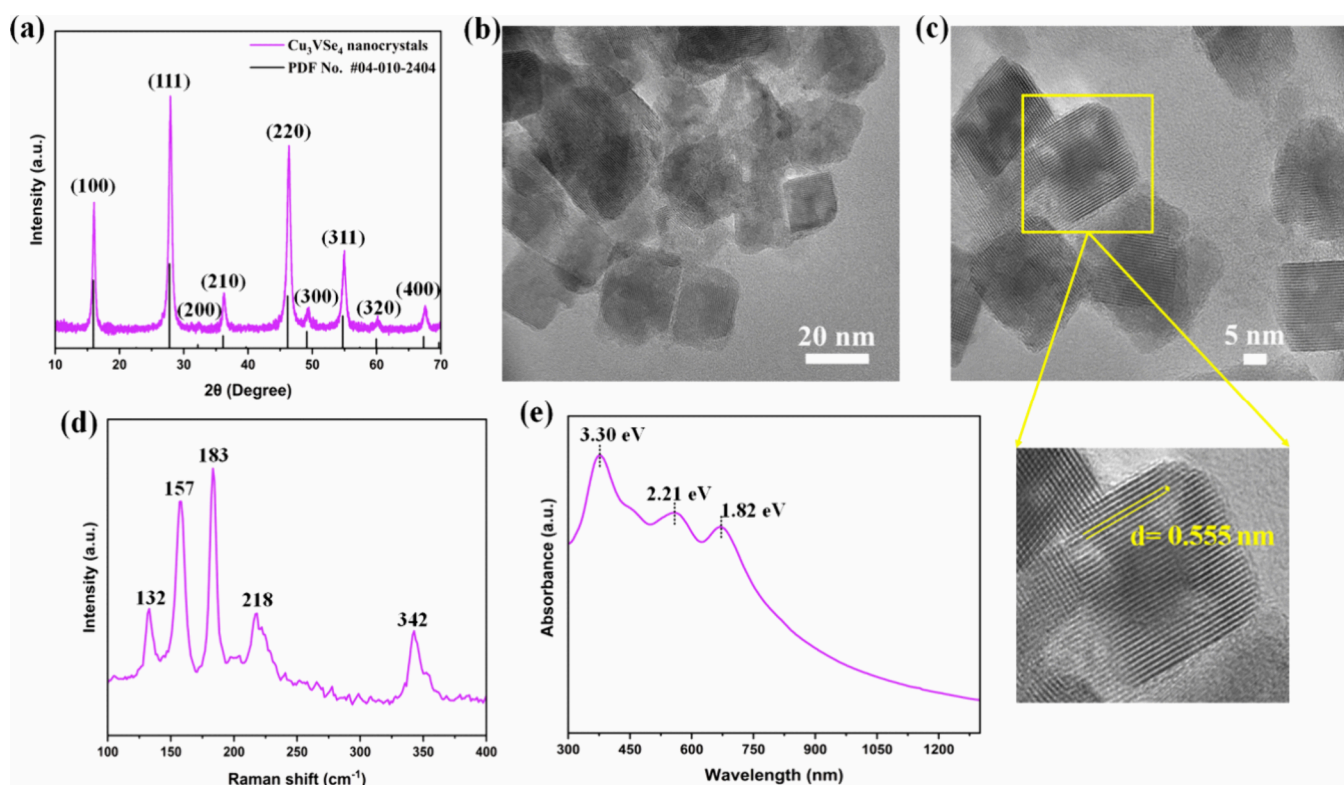 (a)
Cu₃VSe₄ nanocrystals
PDF No. #04-010-2404
(100)
(111)
(200)
(210)
(220)
(300)
(311)
(320)
(400)
Intensity (a.u.)
10 20 30 40 50 60 70
2θ (Degree)
(b)
20 nm
(c)
5 nm
d= 0.555 nm
(d)
132
157
183
218
342
Intensity (a.u.)
100 150 200 250 300 350 400
Raman shift (cm⁻¹)
(e)
3.30 eV
2.21 eV
1.82 eV
Absorbance (a.u.)
300 450 600 750 900 1050 1200
Wavelength (nm)